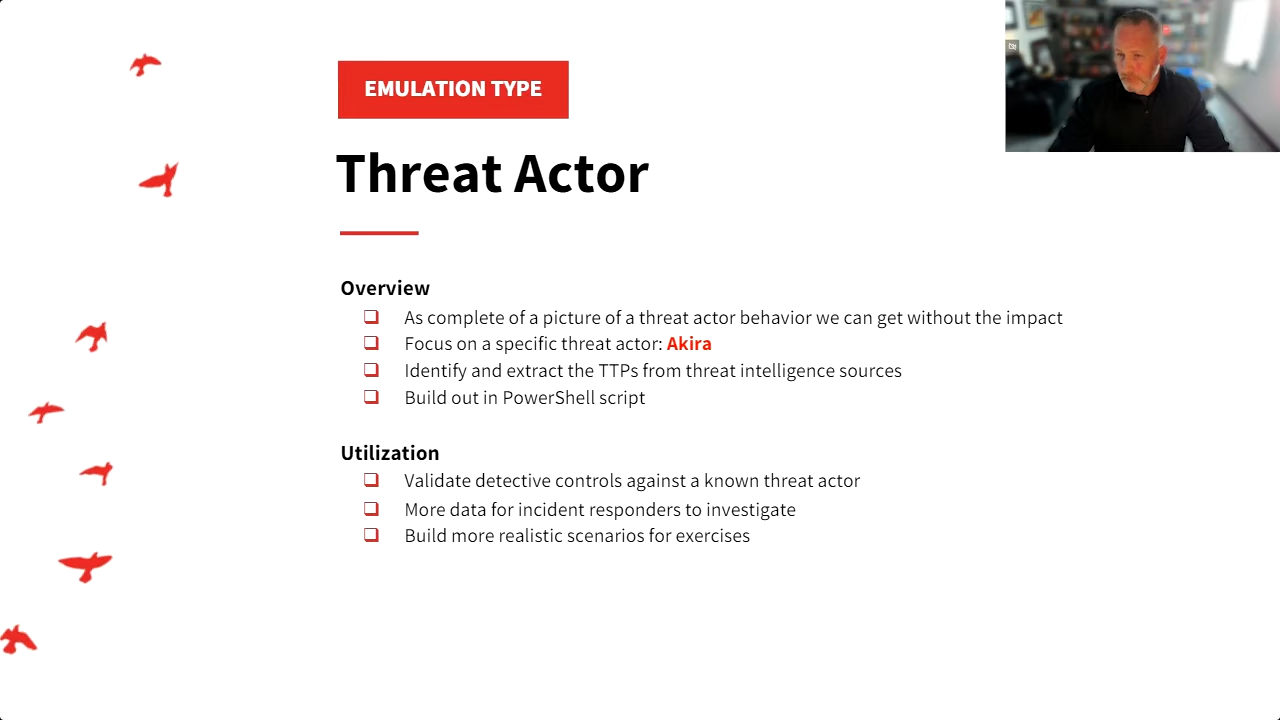 EMULATION TYPE
Threat Actor
Overview
As complete of a picture of a threat actor behavior we can get without the impact
Focus on a specific threat actor: Akira
Identify and extract the TTPs from threat intelligence sources
Build out in PowerShell script
Utilization
Validate detective controls against a known threat actor
More data for incident responders to investigate
Build more realistic scenarios for exercises